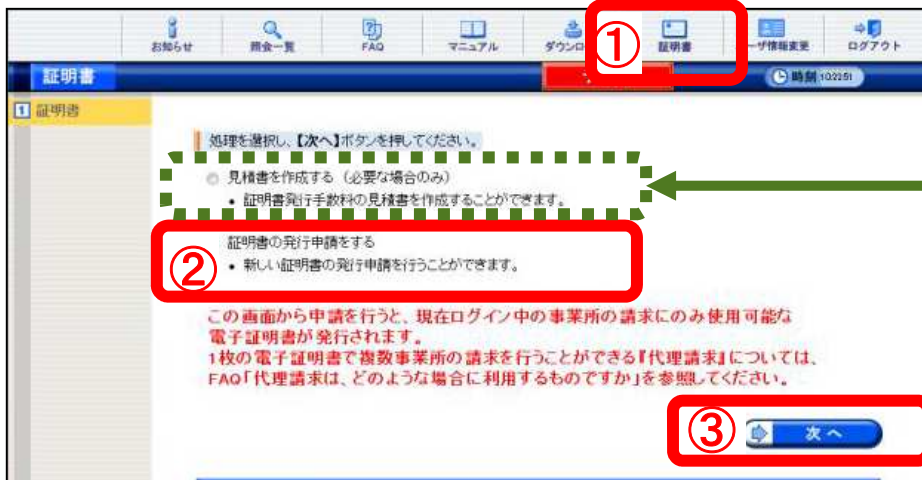 お知らせ
照会一覧
FAQ
マニュアル
ダウンロ
①
証明書
ザ情報変更
ログアウト
証明書
時刻 102251
1 証明書
処理を選択し、【次へ】ボタンを押してください。
見積書を作成する（必要な場合のみ）
• 証明書発行手数料の見積書を作成することができます。
②
証明書の発行申請をする
• 新しい証明書の発行申請を行うことができます。
この画面から申請を行うと、現在ログイン中の事業所の請求にのみ使用可能な
電子証明書が発行されます。
1枚の電子証明書で複数事業所の請求を行うことができる『代理請求』については、
FAQ「代理請求は、どのような場合に利用するものですか」を参照してください。
③
次へ